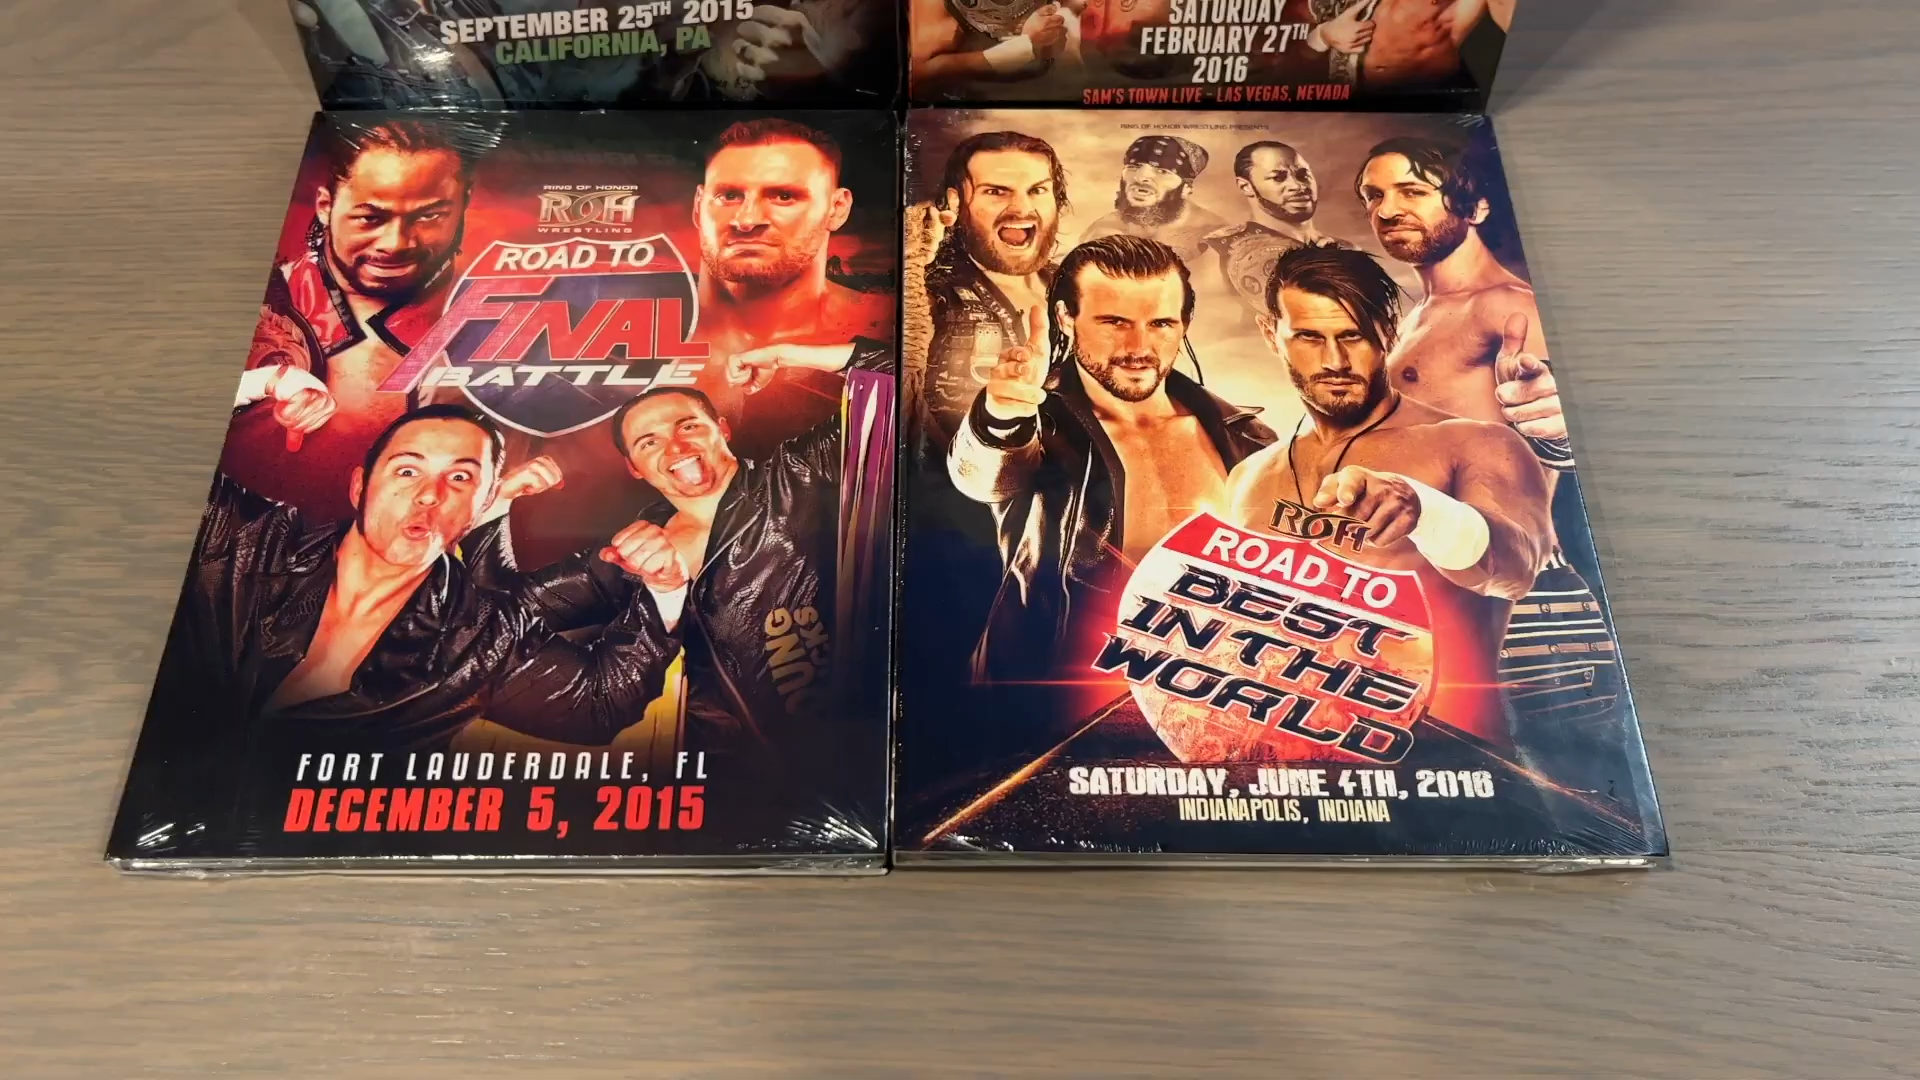 SEPTEMBER 25TH 2015
CALIFORNIA, PA
SATURDAY
FEBRUARY 27TH
2016
SAM'S TOWN LIVE - LAS VEGAS, NEVADA
RING OF HONOR
ROH
WRESTLING
ROAD TO
FINAL
BATTLE
YOUNG
FORT LAUDERDALE, FL
DECEMBER 5, 2015
RING OF HONOR WRESTLING PRESENTS
ROH
ROAD TO
BEST
IN THE
WORLD
SATURDAY, JUNE 4TH, 2016
INDIANAPOLIS, INDIANA